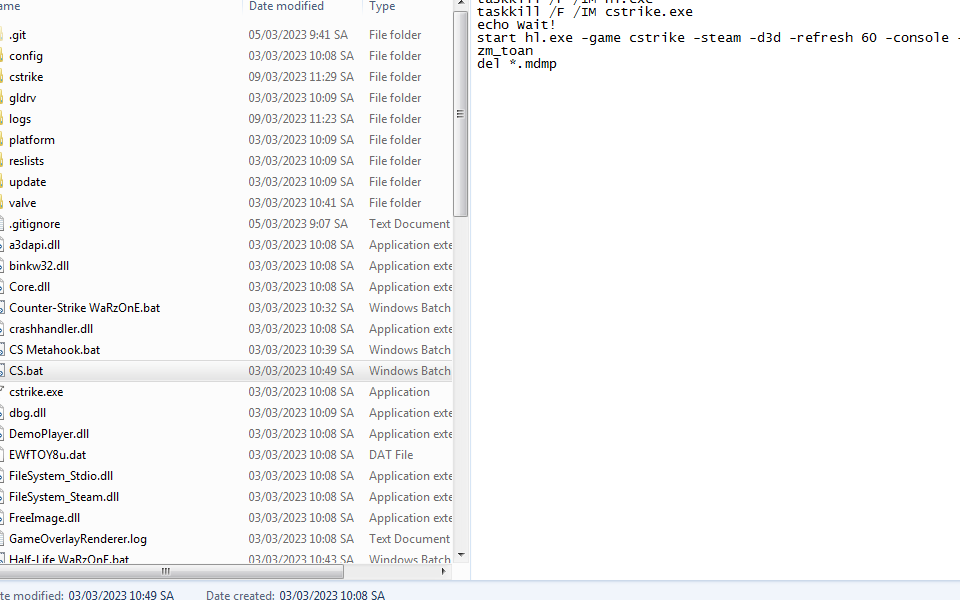 ame Date modified Type
.git 05/03/2023 9:41 SA File folder
config 03/03/2023 10:08 SA File folder
cstrike 09/03/2023 11:29 SA File folder
gldrv 03/03/2023 10:09 SA File folder
logs 09/03/2023 11:23 SA File folder
platform 03/03/2023 10:09 SA File folder
reslists 03/03/2023 10:09 SA File folder
update 03/03/2023 10:09 SA File folder
valve 03/03/2023 10:41 SA File folder
.gitignore 05/03/2023 9:07 SA Text Document
a3dapi.dll 03/03/2023 10:08 SA Application exte
binkw32.dll 03/03/2023 10:08 SA Application exte
Core.dll 03/03/2023 10:08 SA Application exte
Counter-Strike WaRzOnE.bat 03/03/2023 10:32 SA Windows Batch
crashhandler.dll 03/03/2023 10:08 SA Application exte
CS Metahook.bat 03/03/2023 10:39 SA Windows Batch
CS.bat 03/03/2023 10:49 SA Windows Batch
cstrike.exe 03/03/2023 10:08 SA Application
dbg.dll 03/03/2023 10:09 SA Application exte
DemoPlayer.dll 03/03/2023 10:08 SA Application exte
EWfTOY8u.dat 03/03/2023 10:08 SA DAT File
FileSystem_Stdio.dll 03/03/2023 10:08 SA Application exte
FileSystem_Steam.dll 03/03/2023 10:08 SA Application exte
FreeImage.dll 03/03/2023 10:08 SA Application exte
GameOverlayRenderer.log 03/03/2023 10:08 SA Text Document
Half-Life WaRzOnE.bat 03/03/2023 10:43 SA Windows Batch
te modified: 03/03/2023 10:49 SA Date created: 03/03/2023 10:08 SA
taskkill /F /IM hl.exe
taskkill /F /IM cstrike.exe
echo Wait!
start hl.exe -game cstrike -steam -d3d -refresh 60 -console -
zm_toan
del *.mdmp